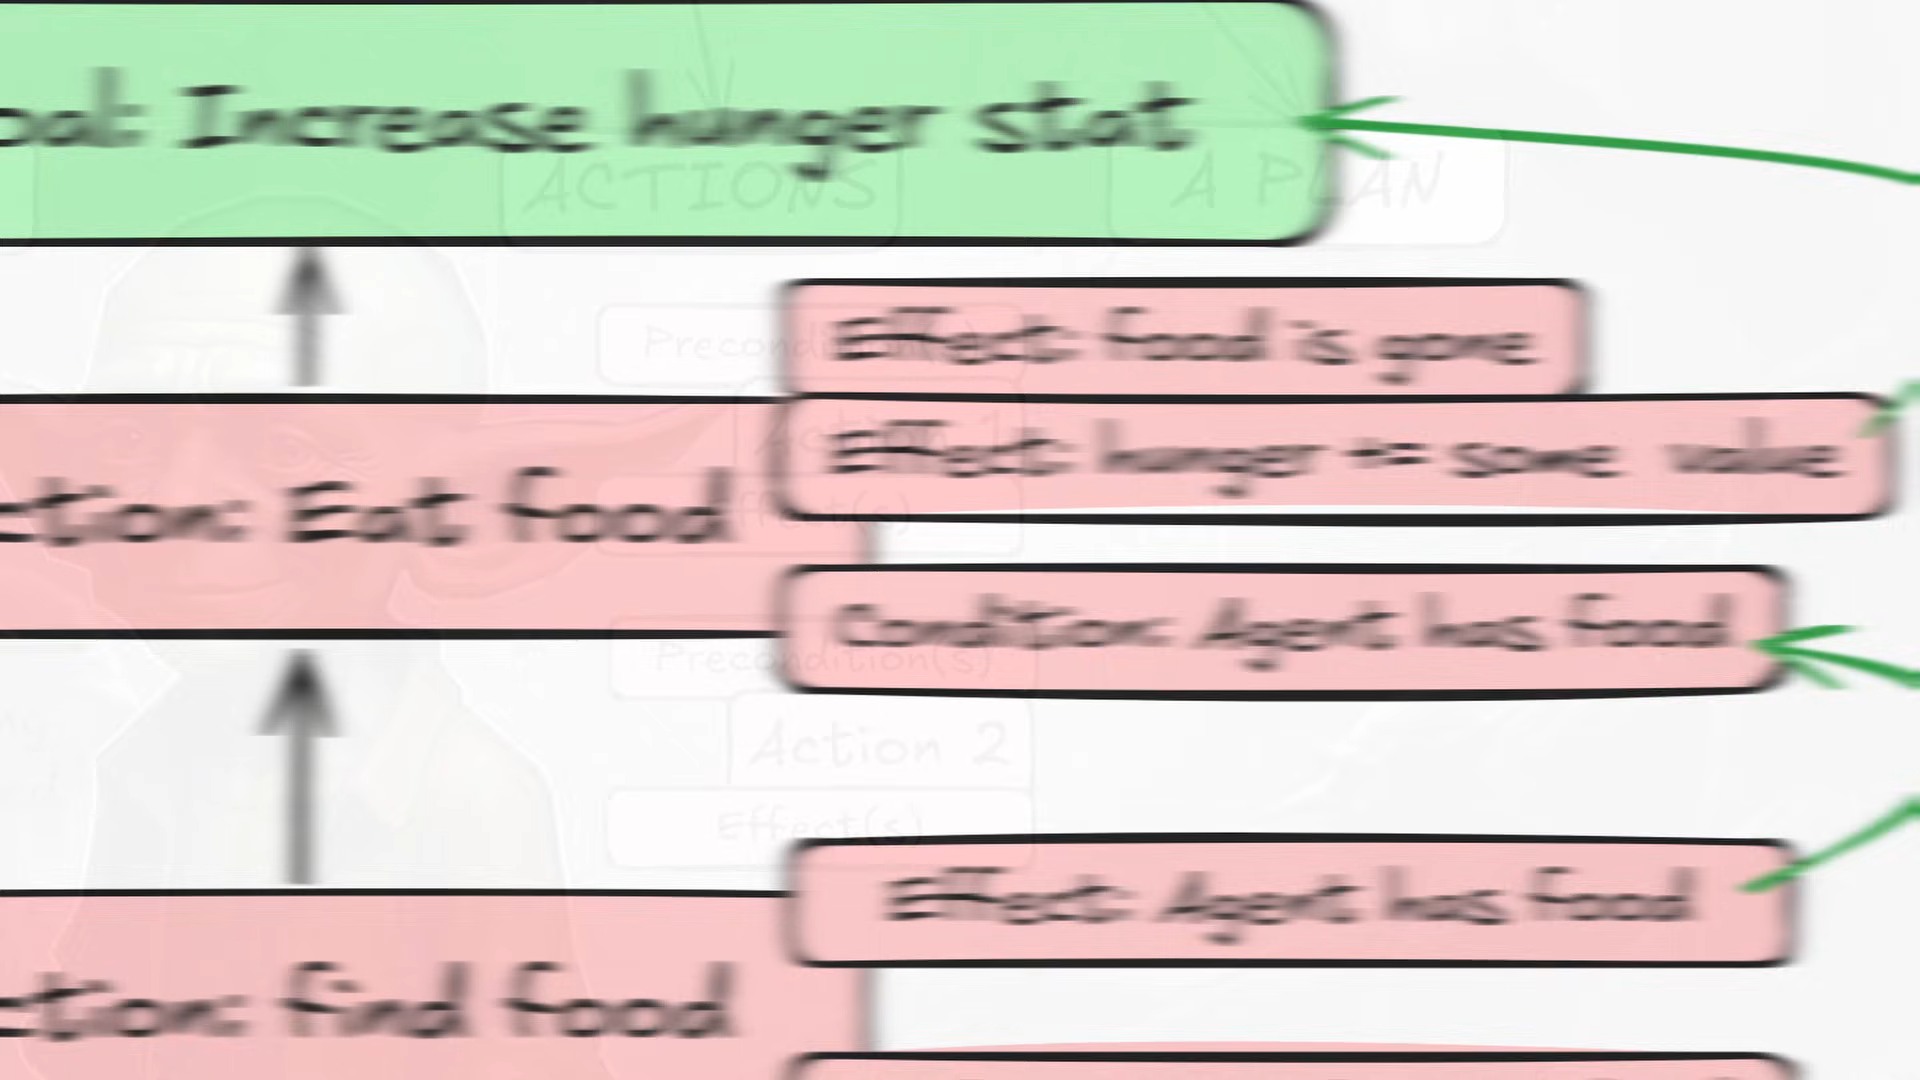 oal: Increase hunger stat
ACTIONS
A PLAN
Effect: food is gone
Effect: hunger += some value
ction: Eat food
Condition: Agent has food
Precondition(s)
Action 2
Effect(s)
Effect: Agent has food
ction: find food